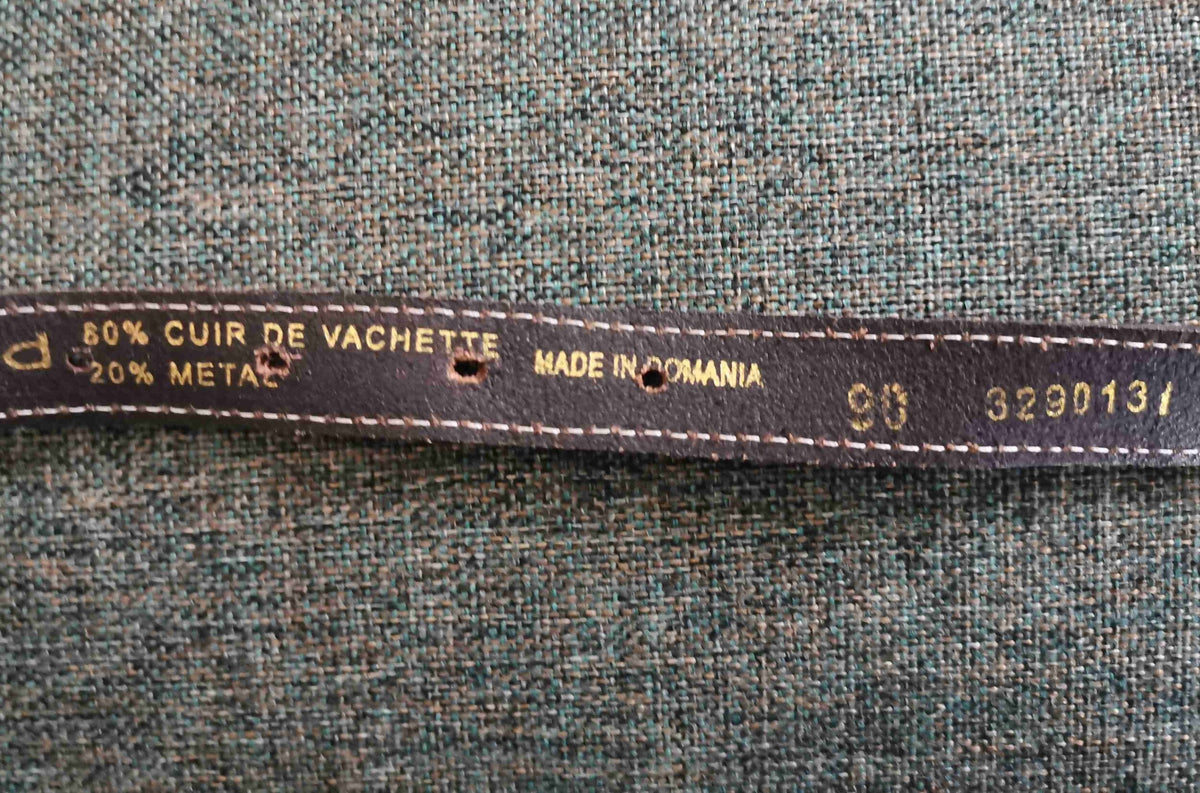 80% CUIR DE VACHETTE
20% METAL
MADE IN ROMANIA
90
3290131